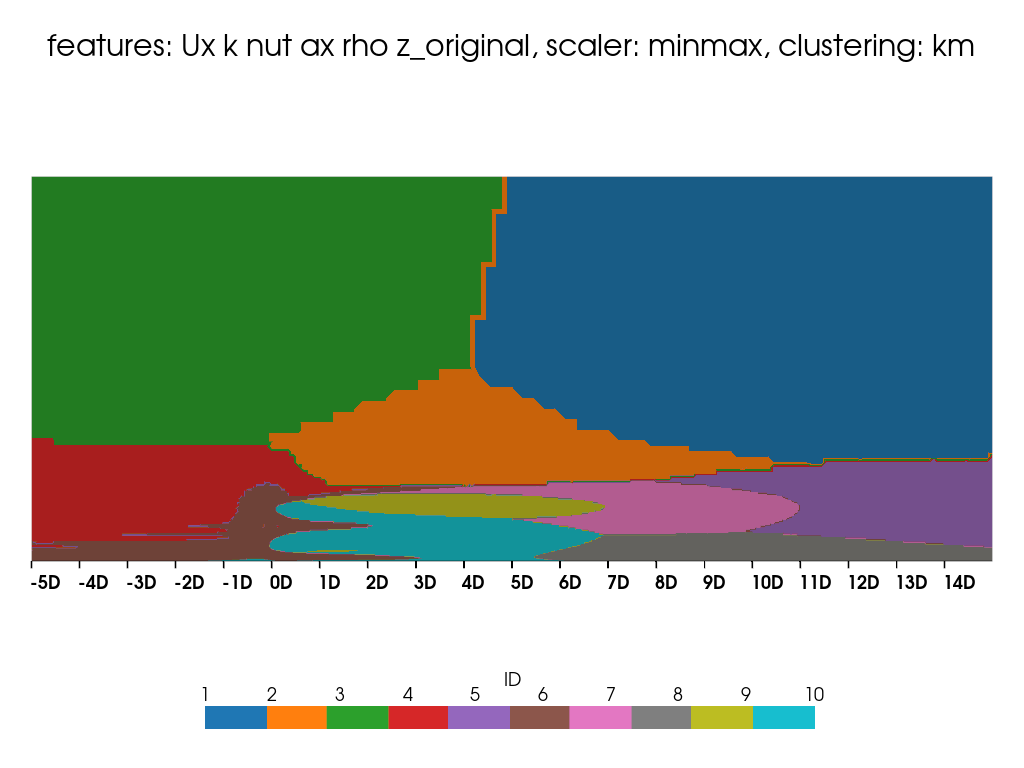 features: Ux k nut ax rho z_original, scaler: minmax, clustering: km
-5D -4D -3D -2D -1D 0D 1D 2D 3D 4D 5D 6D 7D 8D 9D 10D 11D 12D 13D 14D
ID
1 2 3 4 5 6 7 8 9 10